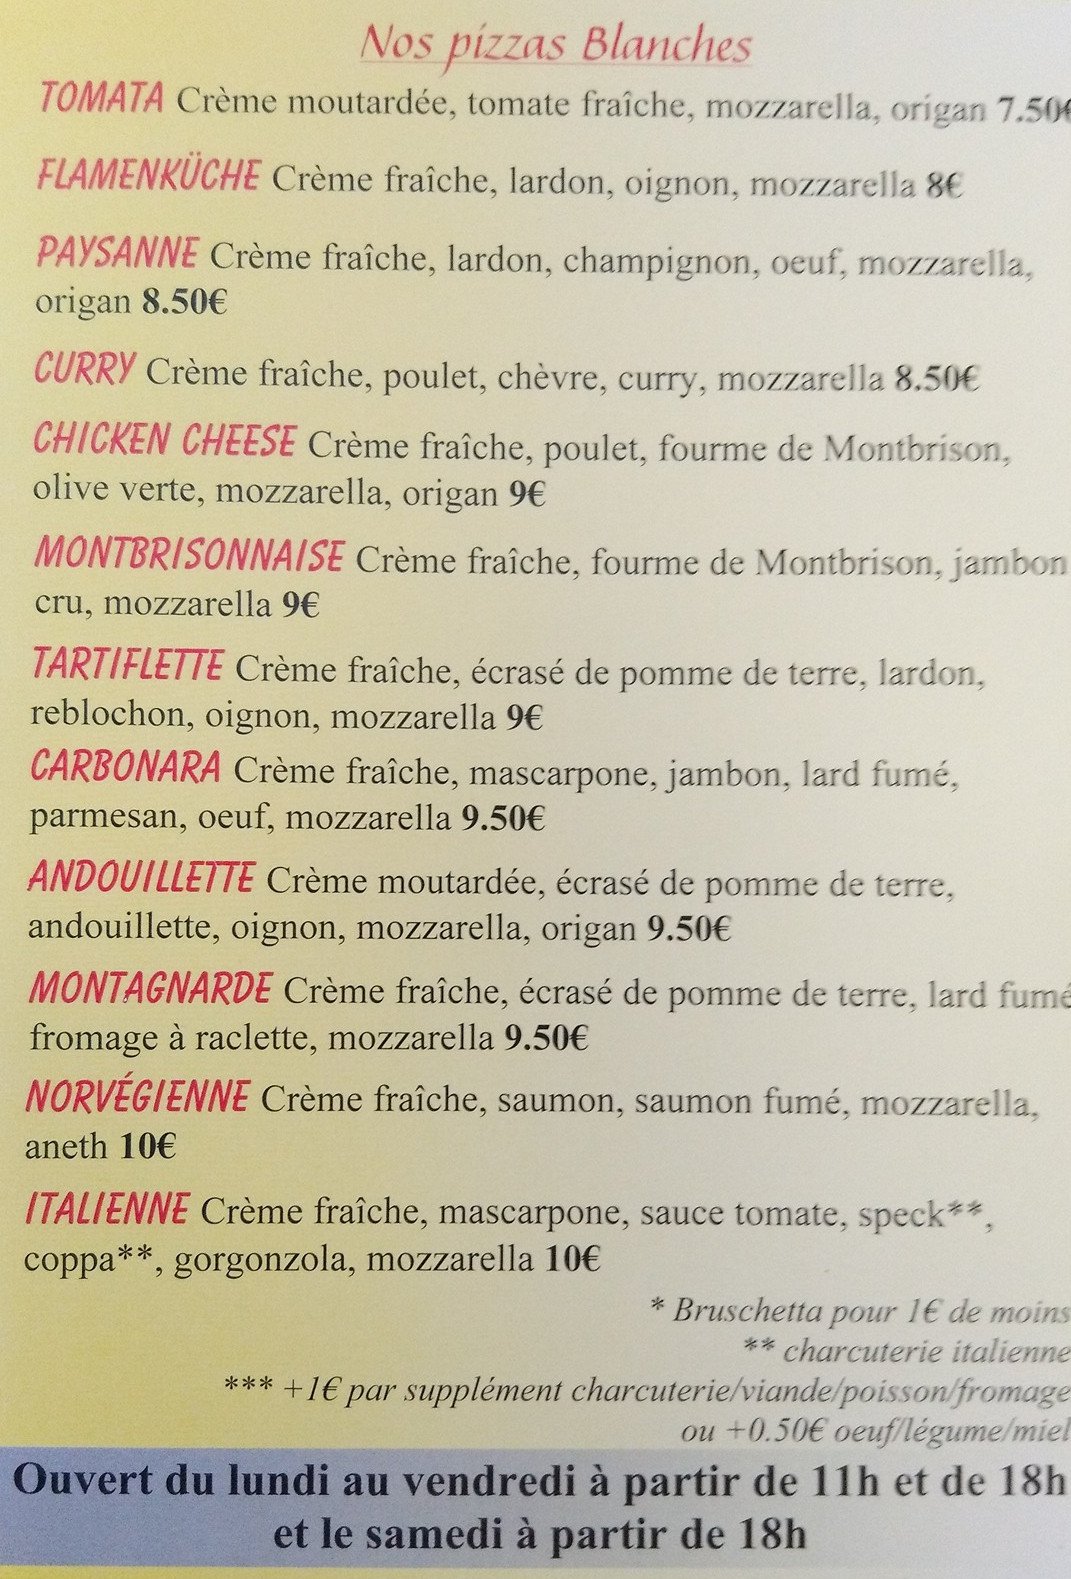 Nos pizzas Blanches
TOMATA Crème moutardée, tomate fraîche, mozzarella, origan 7.50€
FLAMENKÜCHE Crème fraîche, lardon, oignon, mozzarella 8€
PAYSANNE Crème fraîche, lardon, champignon, oeuf, mozzarella,
origan 8.50€
CURRY Crème fraîche, poulet, chèvre, curry, mozzarella 8.50€
CHICKEN CHEESE Crème fraîche, poulet, fourme de Montbrison,
olive verte, mozzarella, origan 9€
MONTBRISONNAISE Crème fraîche, fourme de Montbrison, jambon
cru, mozzarella 9€
TARTIFLETTE Crème fraîche, écrasé de pomme de terre, lardon,
reblochon, oignon, mozzarella 9€
CARBONARA Crème fraîche, mascarpone, jambon, lard fumé,
parmesan, oeuf, mozzarella 9.50€
ANDOUILLETTE Crème moutardée, écrasé de pomme de terre,
andouillette, oignon, mozzarella, origan 9.50€
MONTAGNARDE Crème fraîche, écrasé de pomme de terre, lard fumé
fromage à raclette, mozzarella 9.50€
NORVÉGIENNE Crème fraîche, saumon, saumon fumé, mozzarella,
aneth 10€
ITALIENNE Crème fraîche, mascarpone, sauce tomate, speck**,
coppa**, gorgonzola, mozzarella 10€
* Bruschetta pour 1€ de moins
** charcuterie italienne
*** +1€ par supplément charcuterie/viande/poisson/fromage
ou +0.50€ oeuf/légume/miel
Ouvert du lundi au vendredi à partir de 11h et de 18h
et le samedi à partir de 18h